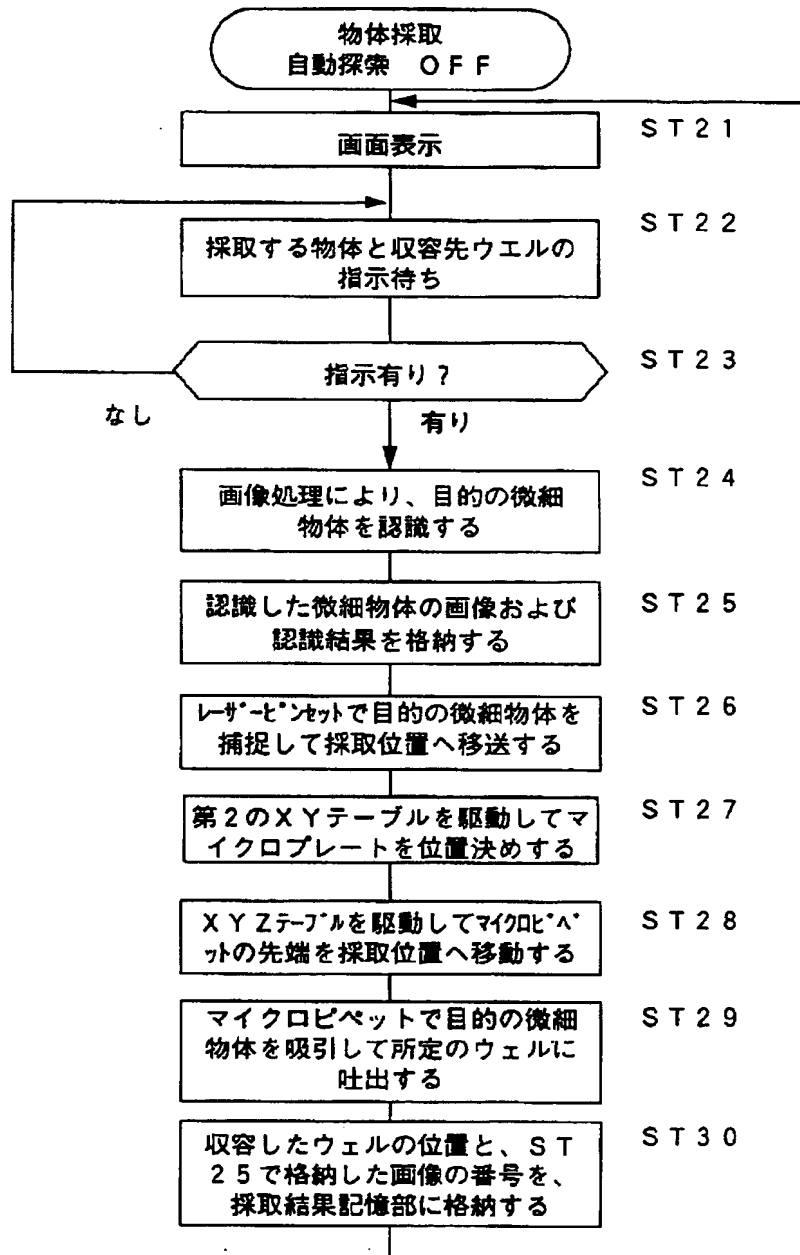 物体採取
自動探索 OFF
画面表示
ST21
採取する物体と収容先ウエルの
指示待ち
ST22
指示有り?
ST23
なし
有り
画像処理により、目的の微細
物体を認識する
ST24
認識した微細物体の画像および
認識結果を格納する
ST25
レーザーピンセットで目的の微細物体を
捕捉して採取位置へ移送する
ST26
第2のXYテーブルを駆動してマ
イクロプレートを位置決めする
ST27
XYZテーブルを駆動してマイクロピペ
ットの先端を採取位置へ移動する
ST28
マイクロピペットで目的の微細
物体を吸引して所定のウェルに
吐出する
ST29
収容したウェルの位置と、ST
25で格納した画像の番号を、
採取結果記憶部に格納する
ST30